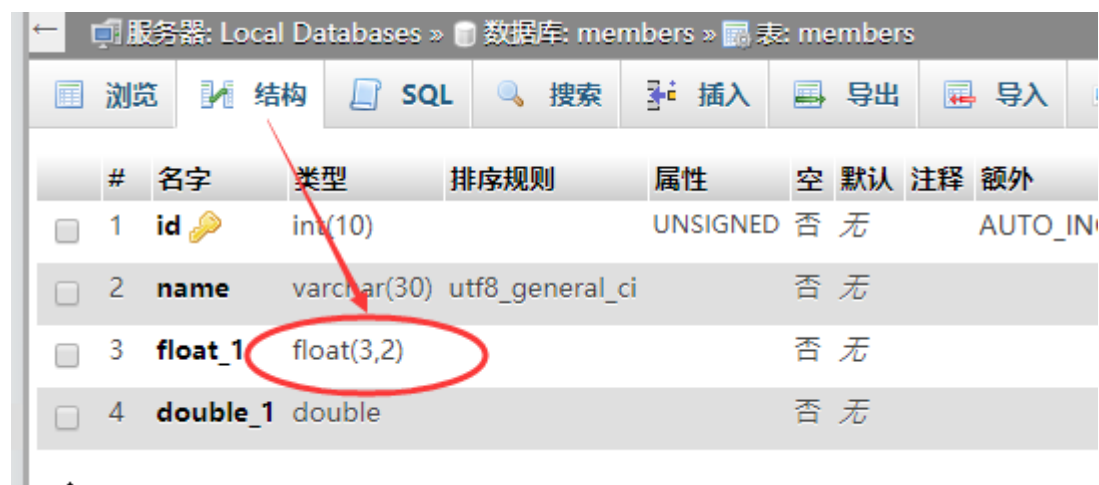 ← 服务器: Local Databases » 数据库: members » 表: members
浏览 结构 SQL 搜索 插入 导出 导入
# 名字 类型 排序规则 属性 空 默认 注释 额外
1 id int(10) UNSIGNED 否 无 AUTO_INC
2 name varchar(30) utf8_general_ci 否 无
3 float_1 float(3,2) 否 无
4 double_1 double 否 无